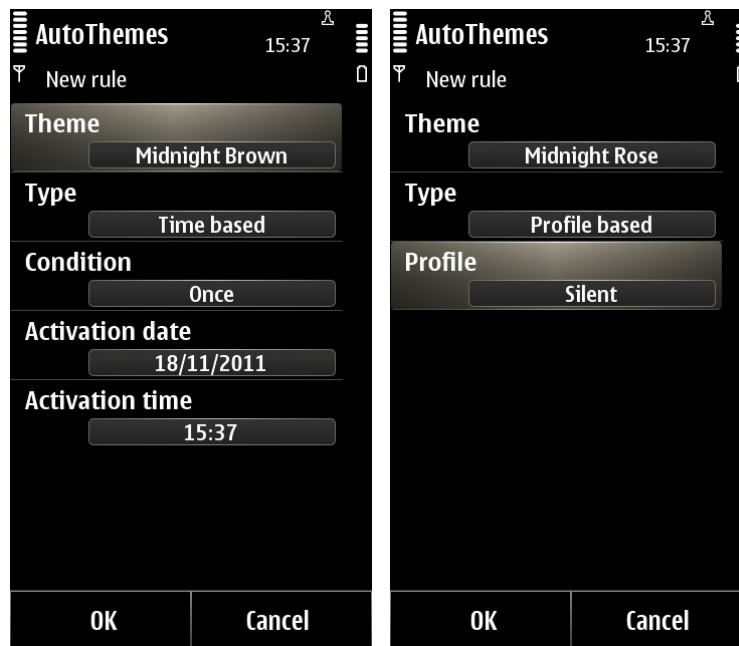 AutoThemes
15:37
New rule
Theme
Midnight Brown
Type
Time based
Condition
Once
Activation date
18/11/2011
Activation time
15:37
OK Cancel
AutoThemes
15:37
New rule
Theme
Midnight Rose
Type
Profile based
Profile
Silent
OK Cancel